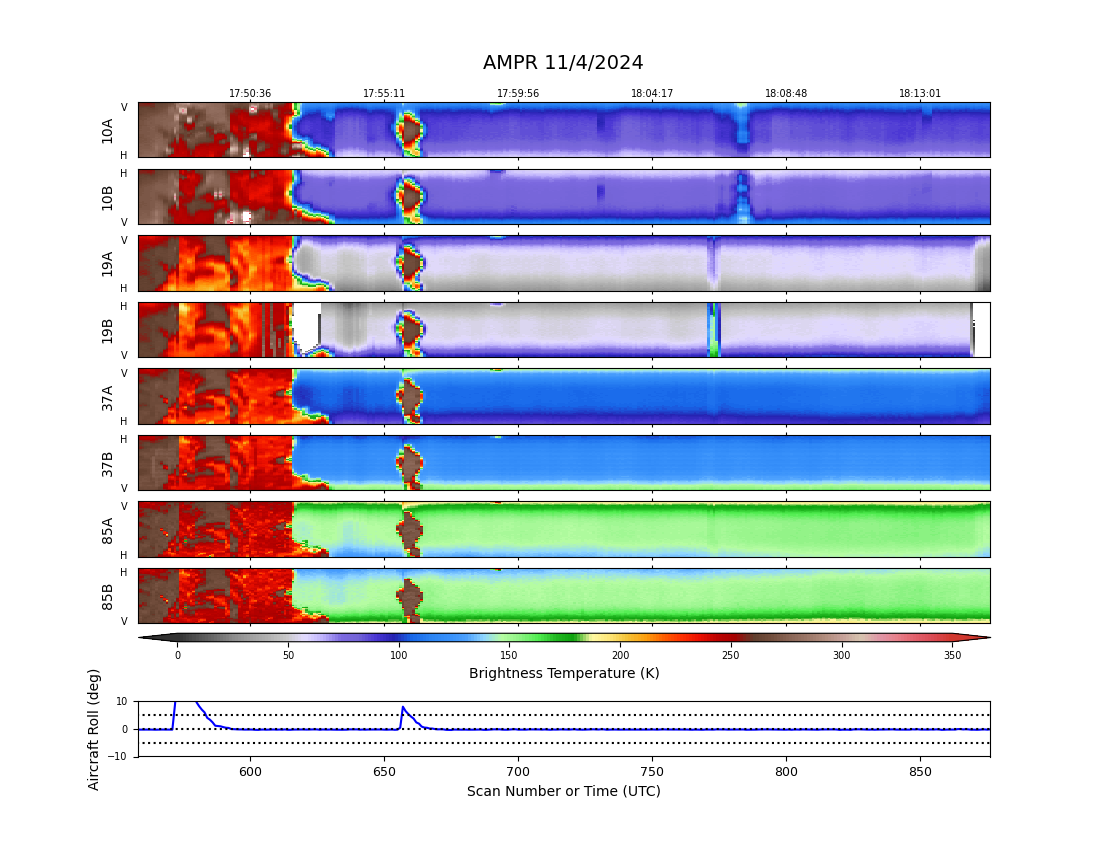 AMPR 11/4/2024
17:50:36 17:55:11 17:59:56 18:04:17 18:08:48 18:13:01
V
10A
H
H
10B
V
V
19A
H
H
19B
V
V
37A
H
H
37B
V
V
85A
H
H
85B
V
0 50 100 150 200 250 300 350
Brightness Temperature (K)
Aircraft Roll (deg)
10
0
−10
600 650 700 750 800 850
Scan Number or Time (UTC)